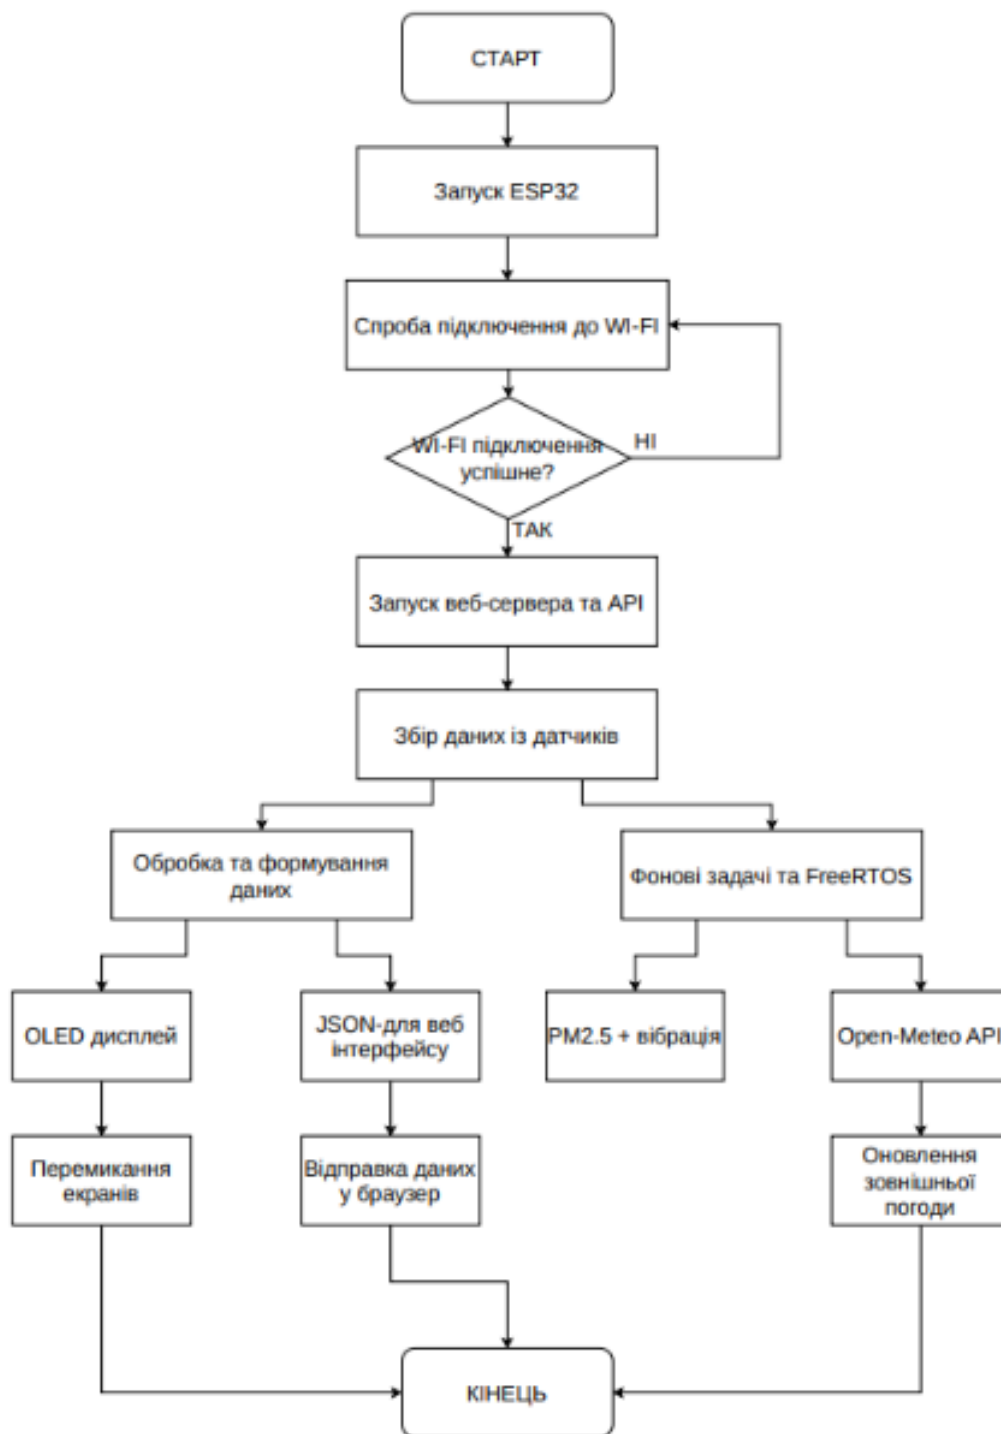 СТАРТ
Запуск ESP32
Спроба підключення до WI-FI
WI-FI підключення
успішне?
НІ
ТАК
Запуск веб-сервера та API
Збір даних із датчиків
Обробка та формування
даних
Фонові задачі та FreeRTOS
OLED дисплей
JSON-для веб
інтерфейсу
PM2.5 + вібрація
Open-Meteo API
Перемикання
екранів
Відправка даних
у браузер
Оновлення
зовнішньої
погоди
КІНЕЦЬ